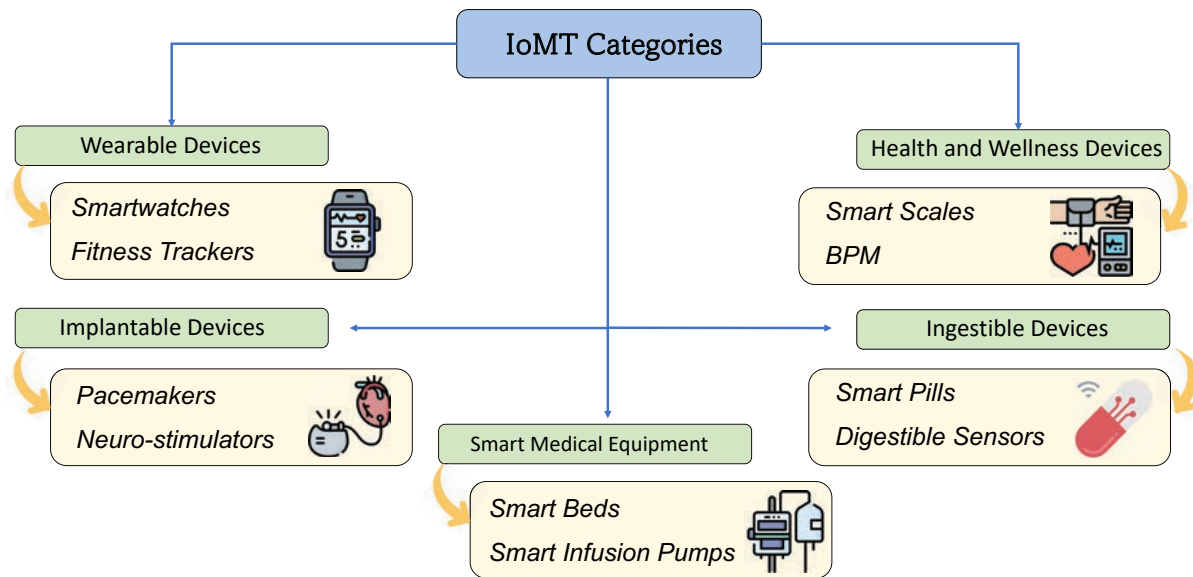 IoMT Categories
Wearable Devices
Smartwatches
Fitness Trackers
5
Health and Wellness Devices
Smart Scales
BPM
Implantable Devices
Pacemakers
Neuro-stimulators
Ingestible Devices
Smart Pills
Digestible Sensors
Smart Medical Equipment
Smart Beds
Smart Infusion Pumps